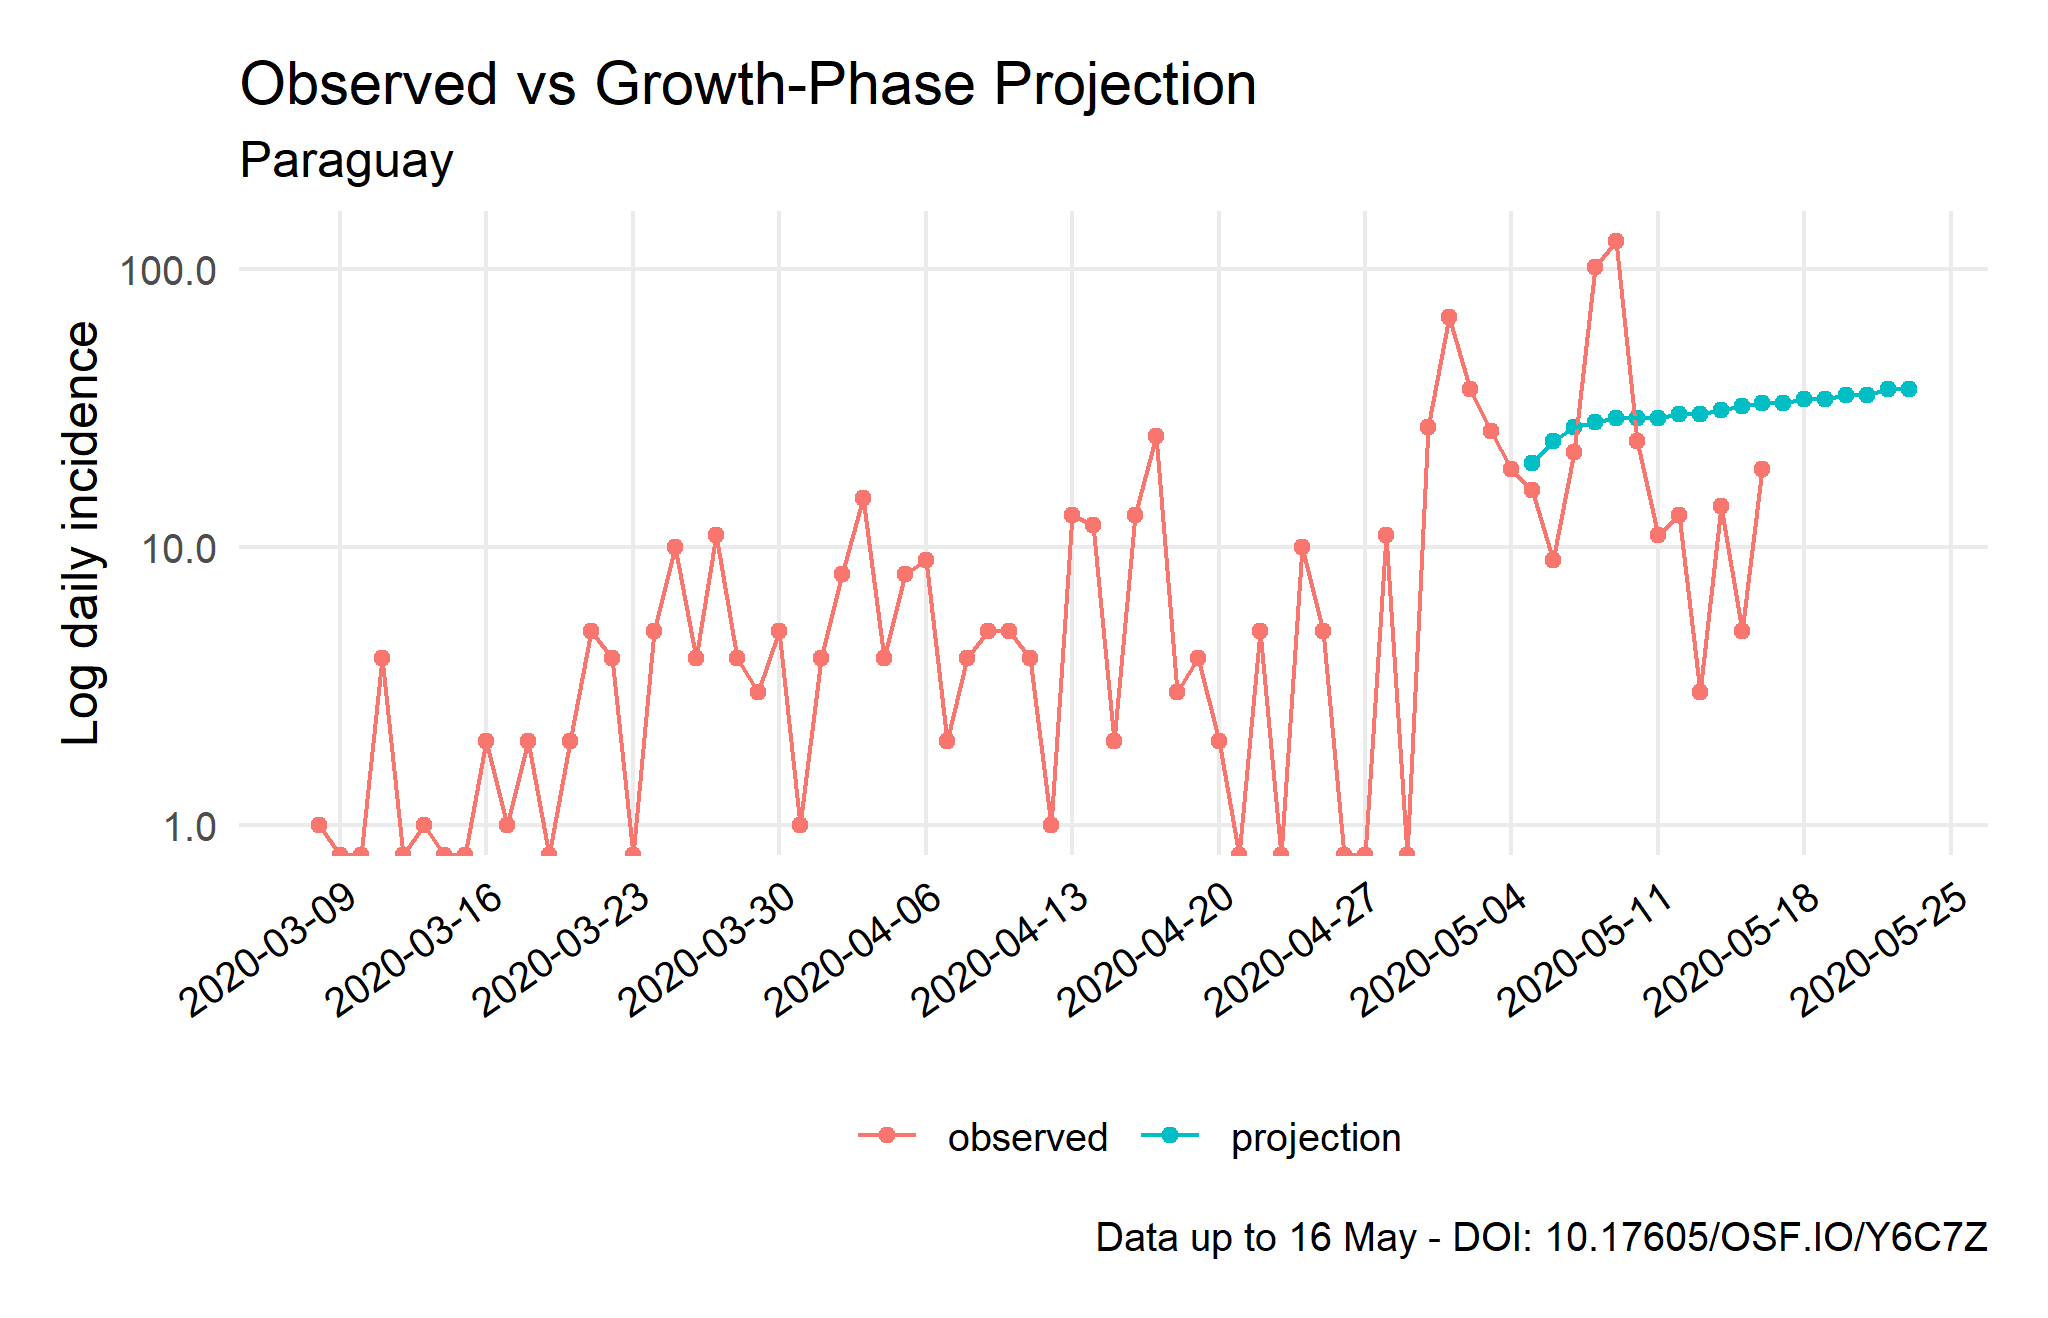 Observed vs Growth-Phase Projection
Paraguay
Log daily incidence
100.0
10.0
1.0
2020-03-09
2020-03-16
2020-03-23
2020-03-30
2020-04-06
2020-04-13
2020-04-20
2020-04-27
2020-05-04
2020-05-11
2020-05-18
2020-05-25
observed
projection
Data up to 16 May - DOI: 10.17605/OSF.IO/Y6C7Z